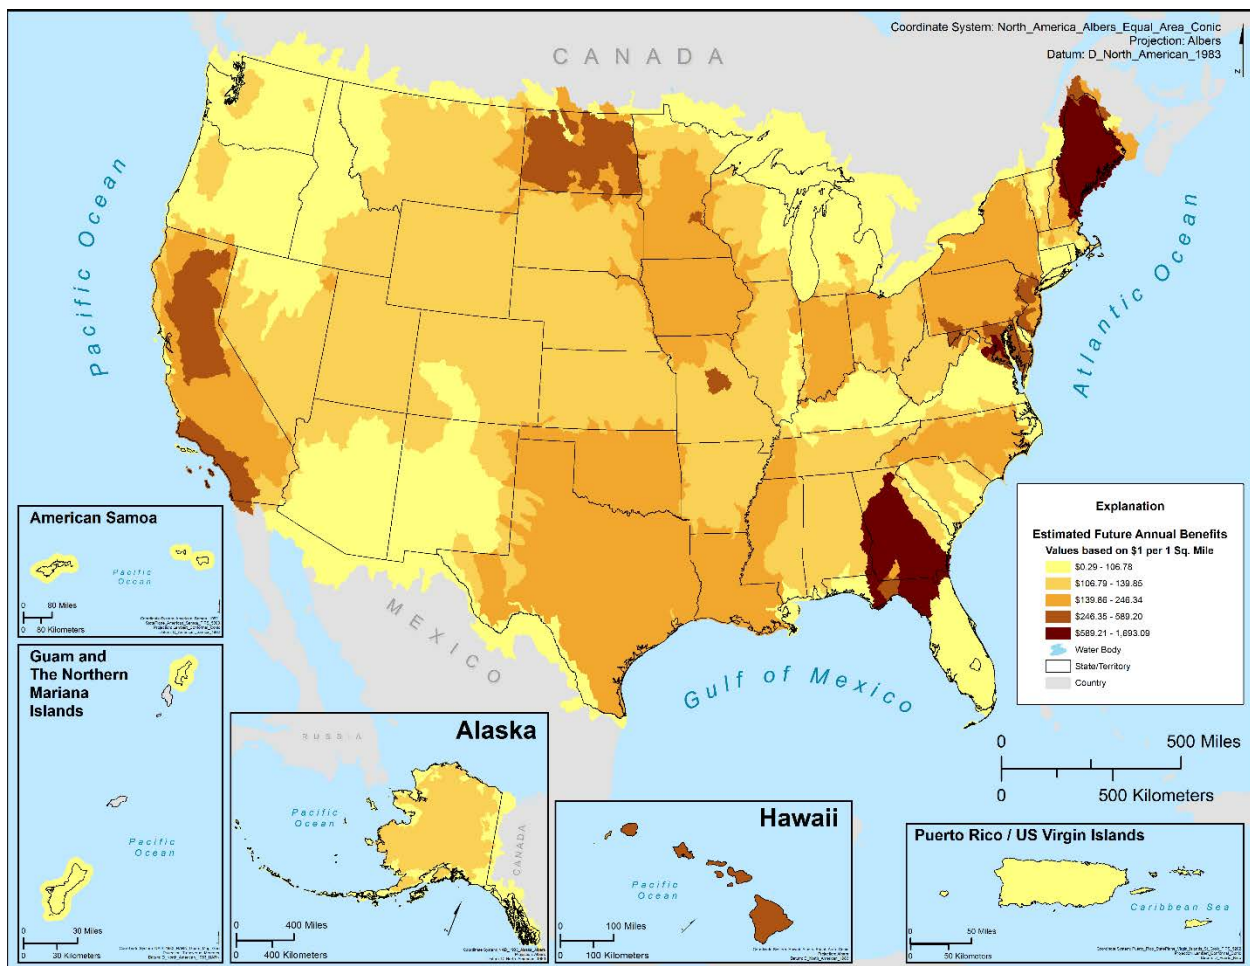 Coordinate System: North_America_Albers_Equal_Area_Conic
Projection: Albers
Datum: D_North_American_1983
N
CANADA
Pacific Ocean
Atlantic Ocean
MEXICO
Gulf of Mexico
Explanation
Estimated Future Annual Benefits
Values based on $1 per 1 Sq. Mile
$0.29 - 106.78
$106.79 - 139.85
$139.86 - 246.34
$246.35 - 589.20
$589.21 - 1,693.09
Water Body
State/Territory
Country
0 500 Miles
0 500 Kilometers
American Samoa
Pacific
Ocean
0 80 Miles
0 80 Kilometers
Guam and
The Northern
Mariana
Islands
Pacific
Ocean
0 30 Miles
0 30 Kilometers
Alaska
RUSSIA
Pacific
Ocean
CANADA
0 400 Miles
0 400 Kilometers
Hawaii
Pacific
Ocean
0 100 Miles
0 100 Kilometers
Puerto Rico / US Virgin Islands
Caribbean Sea
0 50 Miles
0 50 Kilometers